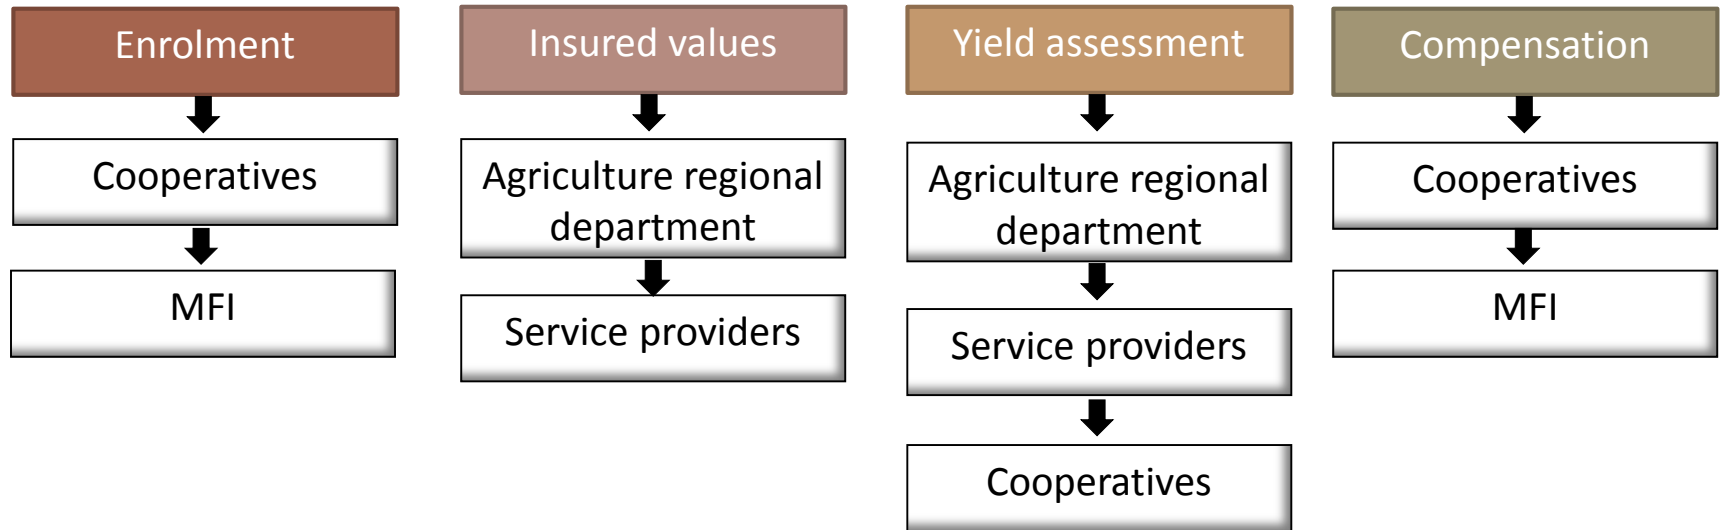 Enrolment
Cooperatives
MFI
Insured values
Agriculture regional
department
Service providers
Yield assessment
Agriculture regional
department
Service providers
Cooperatives
Compensation
Cooperatives
MFI